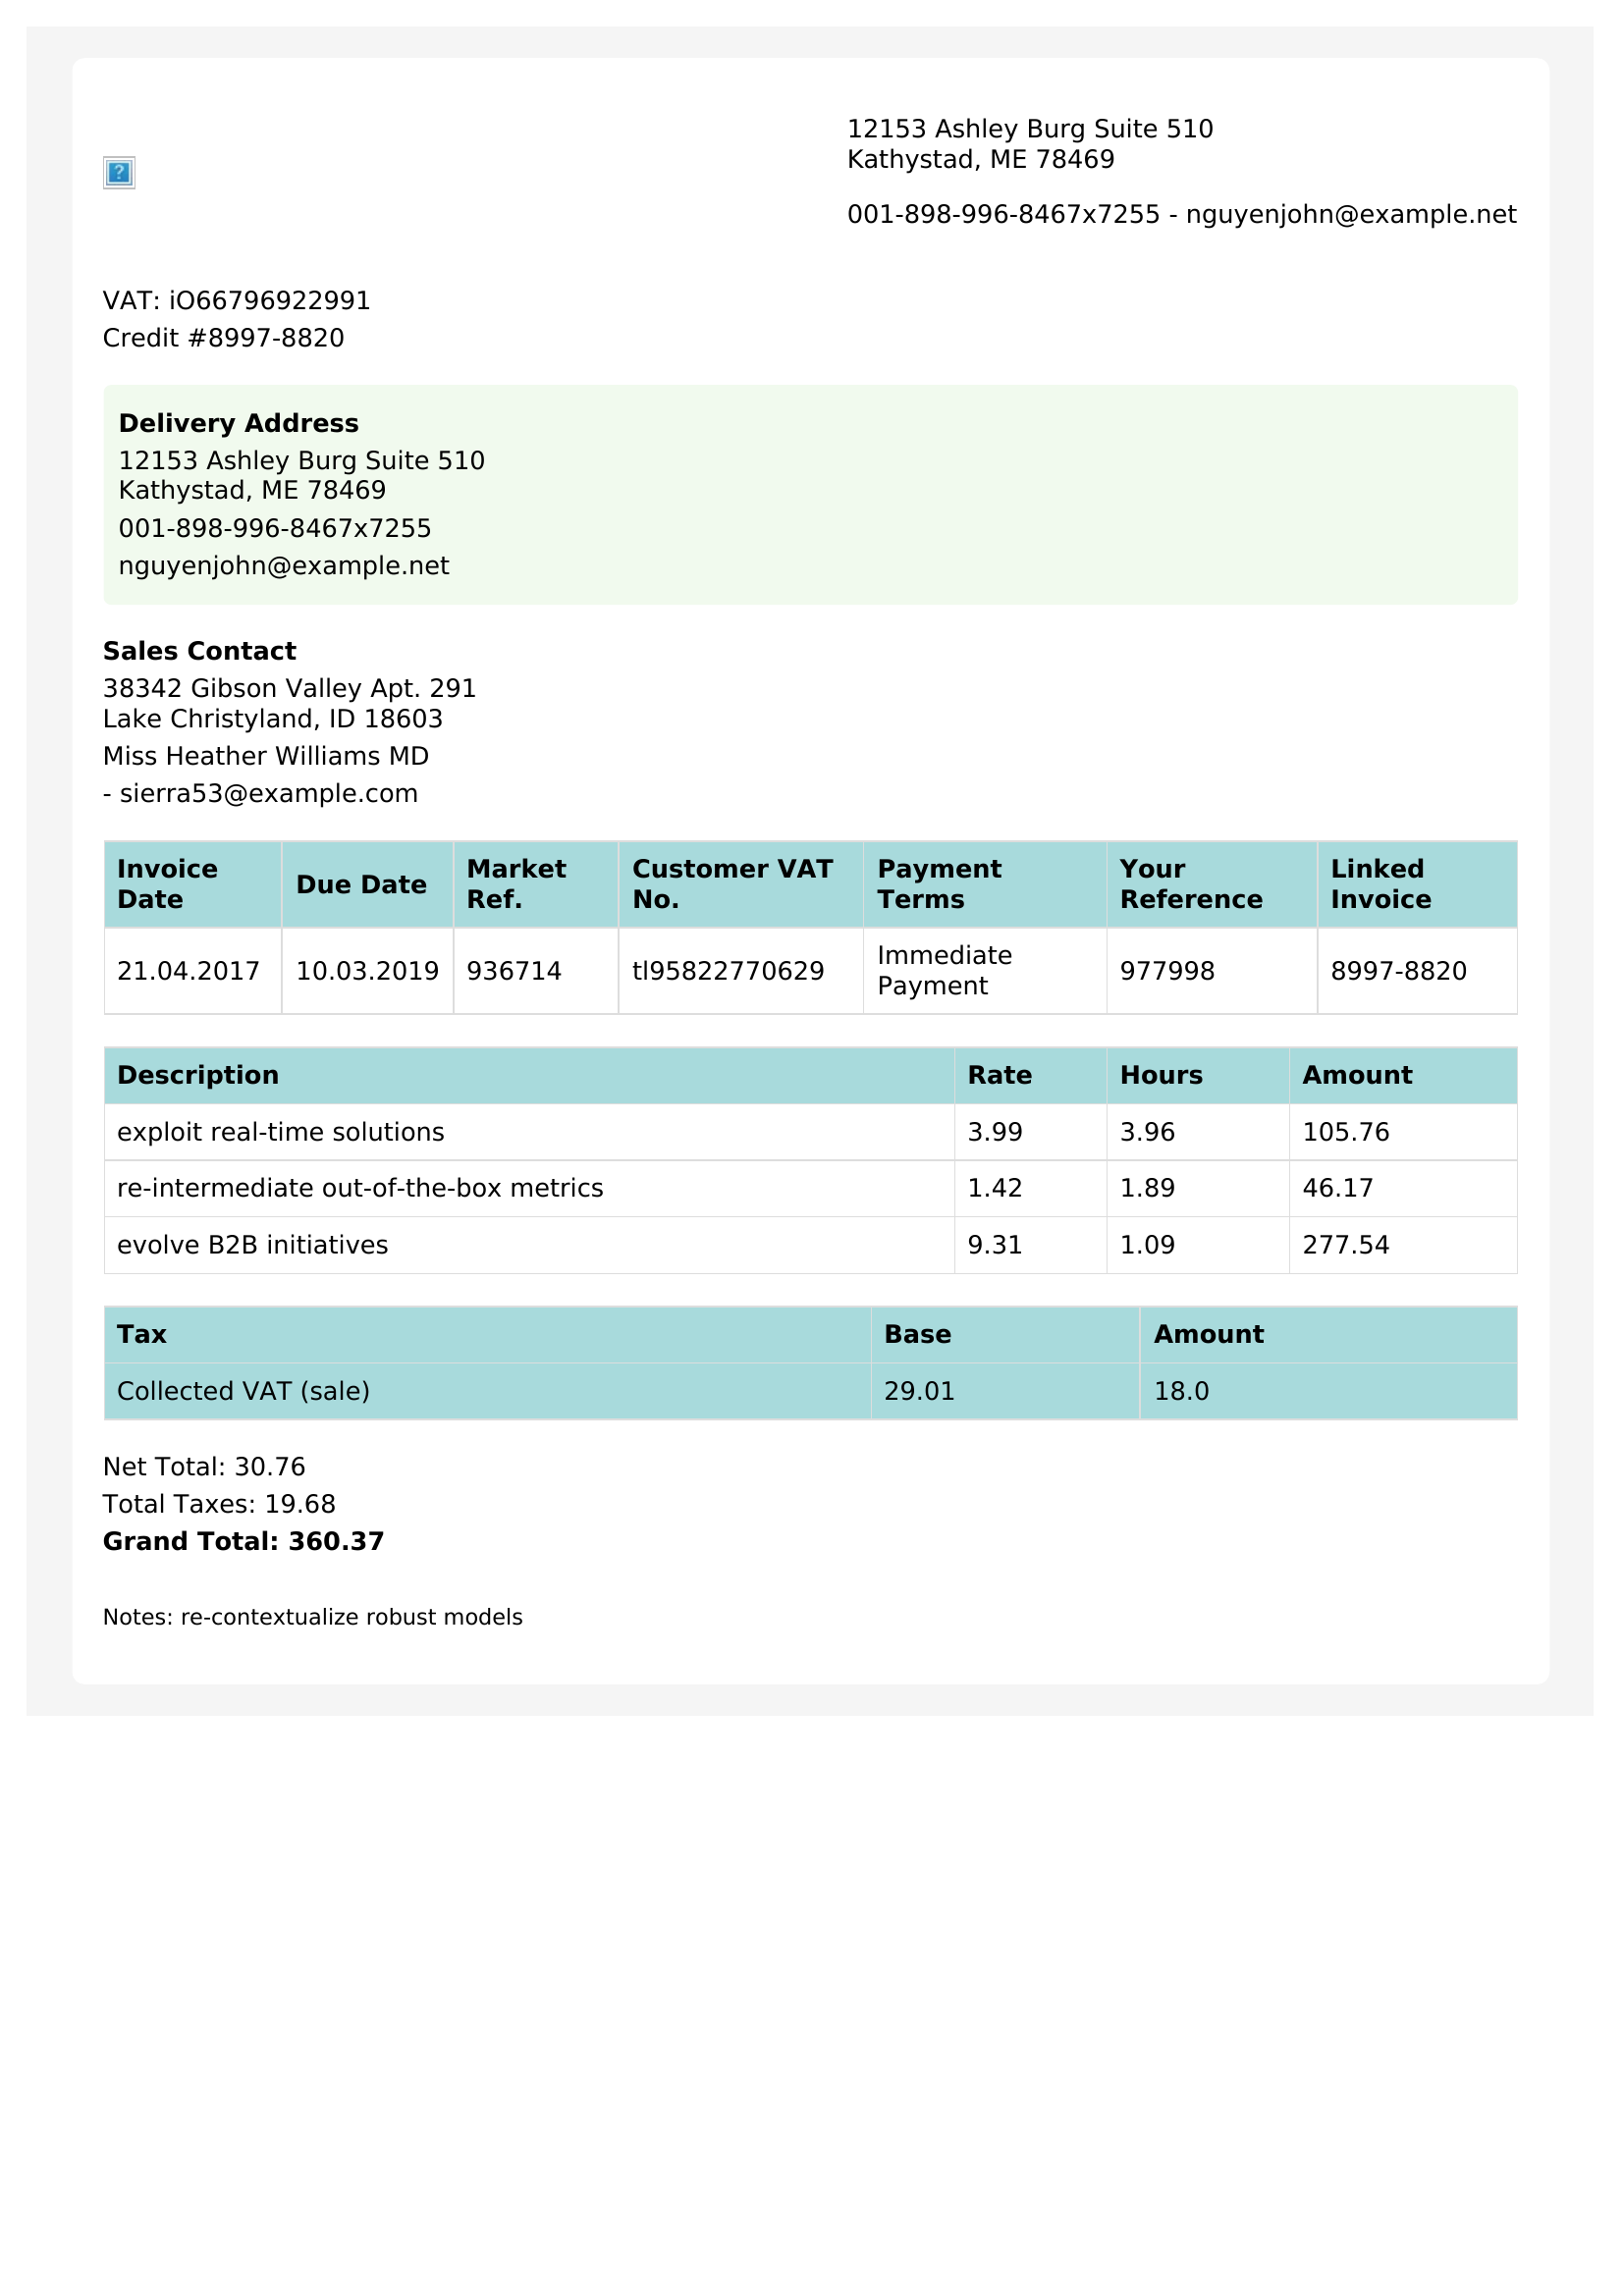 12153 Ashley Burg Suite 510
Kathystad, ME 78469
001-898-996-8467x7255 - nguyenjohn@example.net
VAT: iO66796922991
Credit #8997-8820
Delivery Address
12153 Ashley Burg Suite 510
Kathystad, ME 78469
001-898-996-8467x7255
nguyenjohn@example.net
Sales Contact
38342 Gibson Valley Apt. 291
Lake Christyland, ID 18603
Miss Heather Williams MD
- sierra53@example.com
Invoice Date Due Date Market Ref. Customer VAT No. Payment Terms Your Reference Linked Invoice
21.04.2017 10.03.2019 936714 tl95822770629 Immediate Payment 977998 8997-8820
Description Rate Hours Amount
exploit real-time solutions 3.99 3.96 105.76
re-intermediate out-of-the-box metrics 1.42 1.89 46.17
evolve B2B initiatives 9.31 1.09 277.54
Tax Base Amount
Collected VAT (sale) 29.01 18.0
Net Total: 30.76
Total Taxes: 19.68
Grand Total: 360.37
Notes: re-contextualize robust models